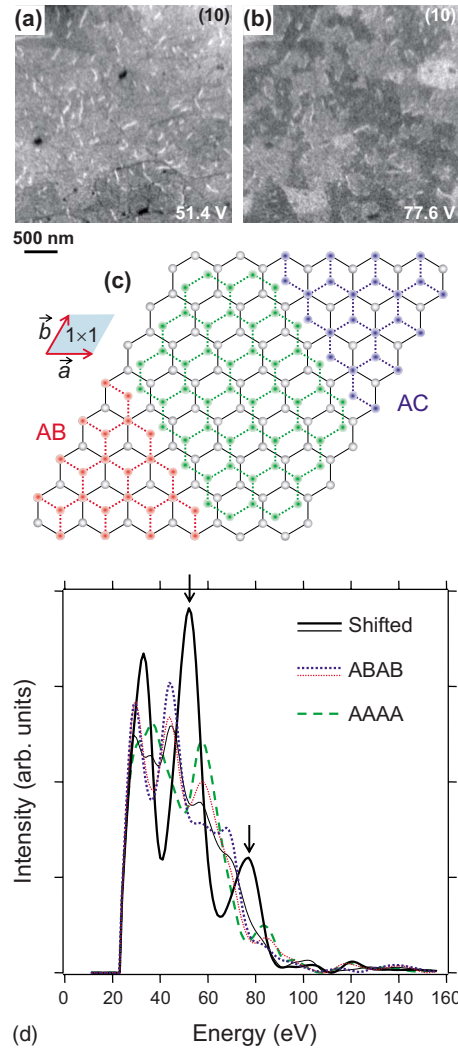 (a) (10)
51.4 V
(b) (10)
77.6 V
500 nm
(c)
b 1×1
a
AB
AC
Shifted
ABAB
AAAA
Intensity (arb. units)
0 20 40 60 80 100 120 140 160
(d) Energy (eV)